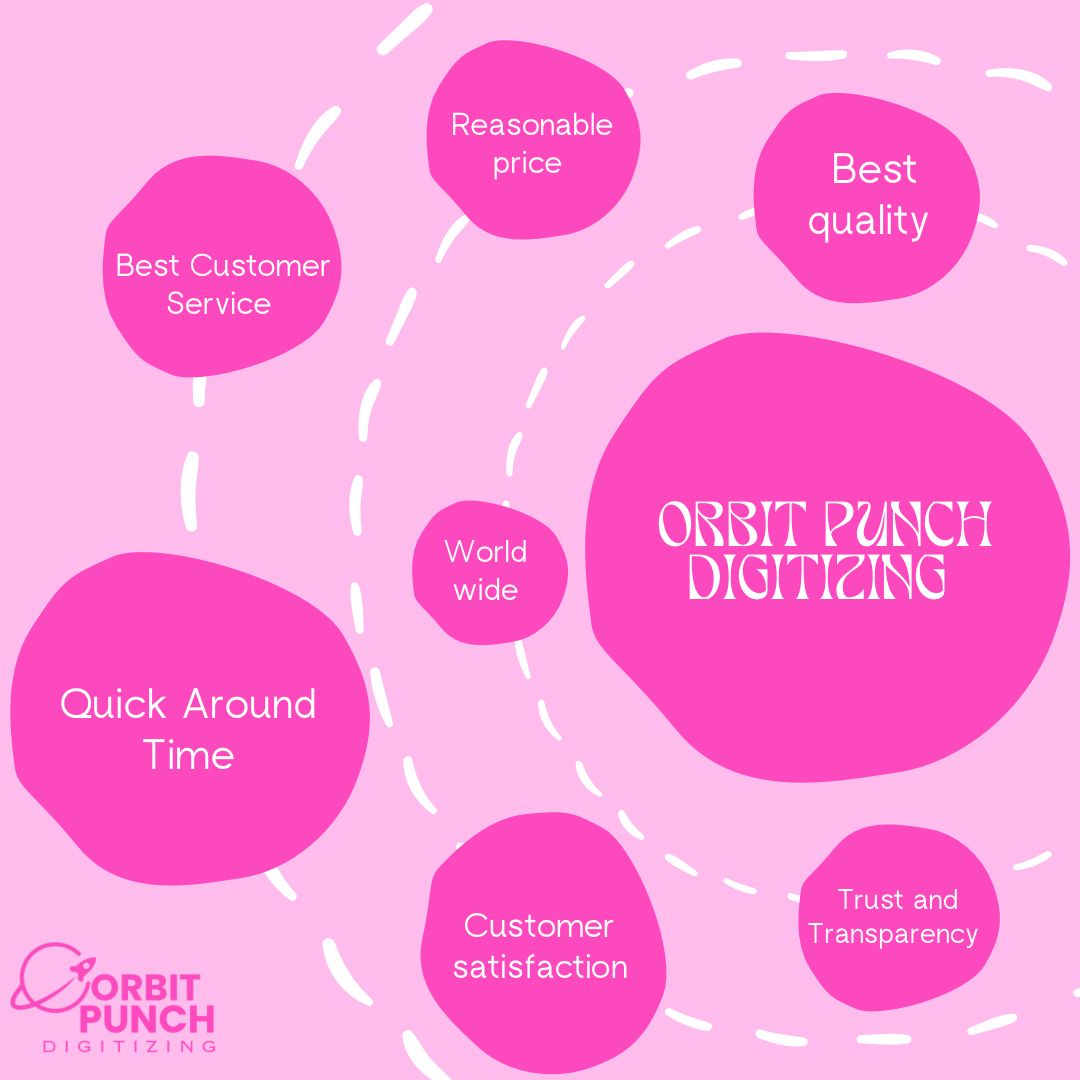 Reasonable
price
Best
quality
Best Customer
Service
ORBIT PUNCH
DIGITIZING
World
wide
Quick Around
Time
Customer
satisfaction
Trust and
Transparency
ORBIT
PUNCH
DIGITIZING